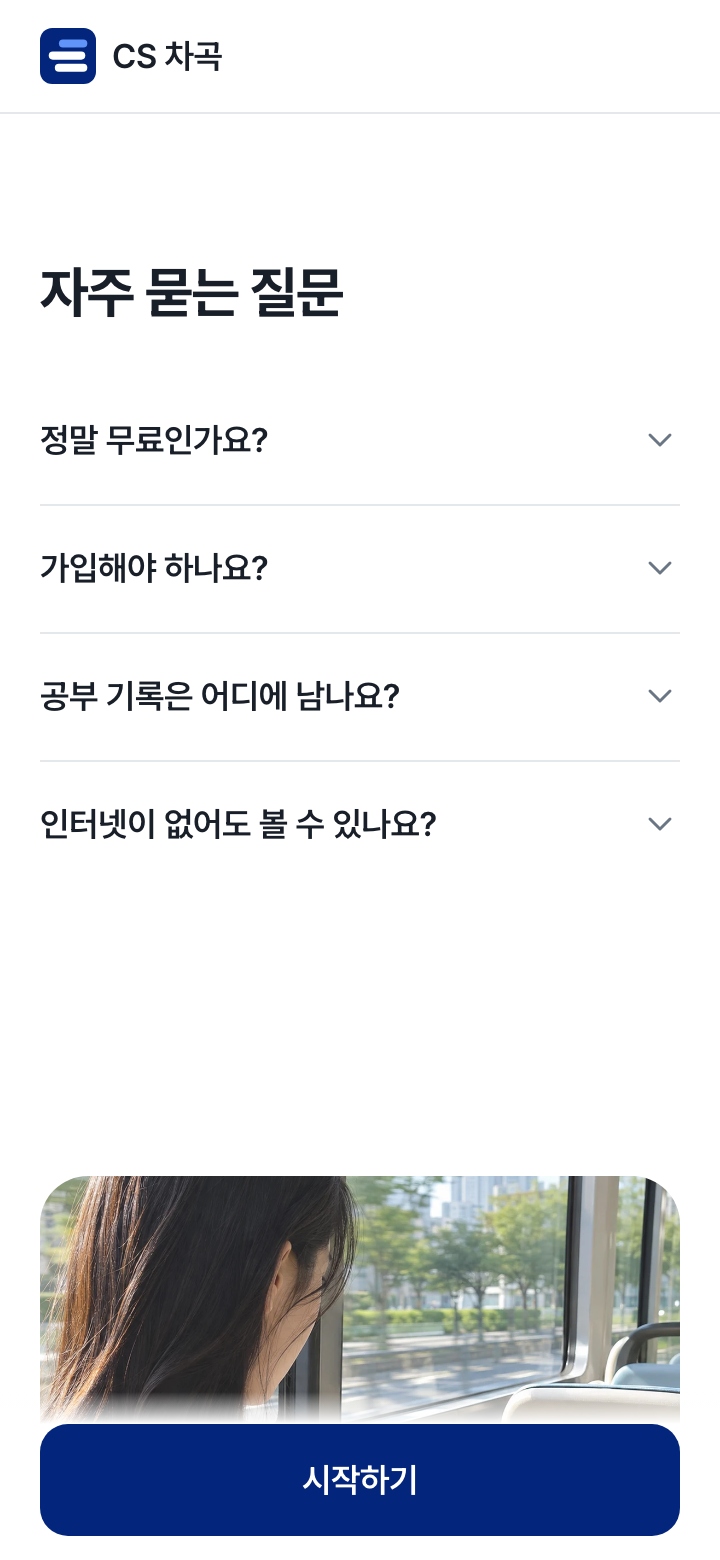 CS 차곡
자주 묻는 질문
정말 무료인가요?
가입해야 하나요?
공부 기록은 어디에 남나요?
인터넷이 없어도 볼 수 있나요?
시작하기